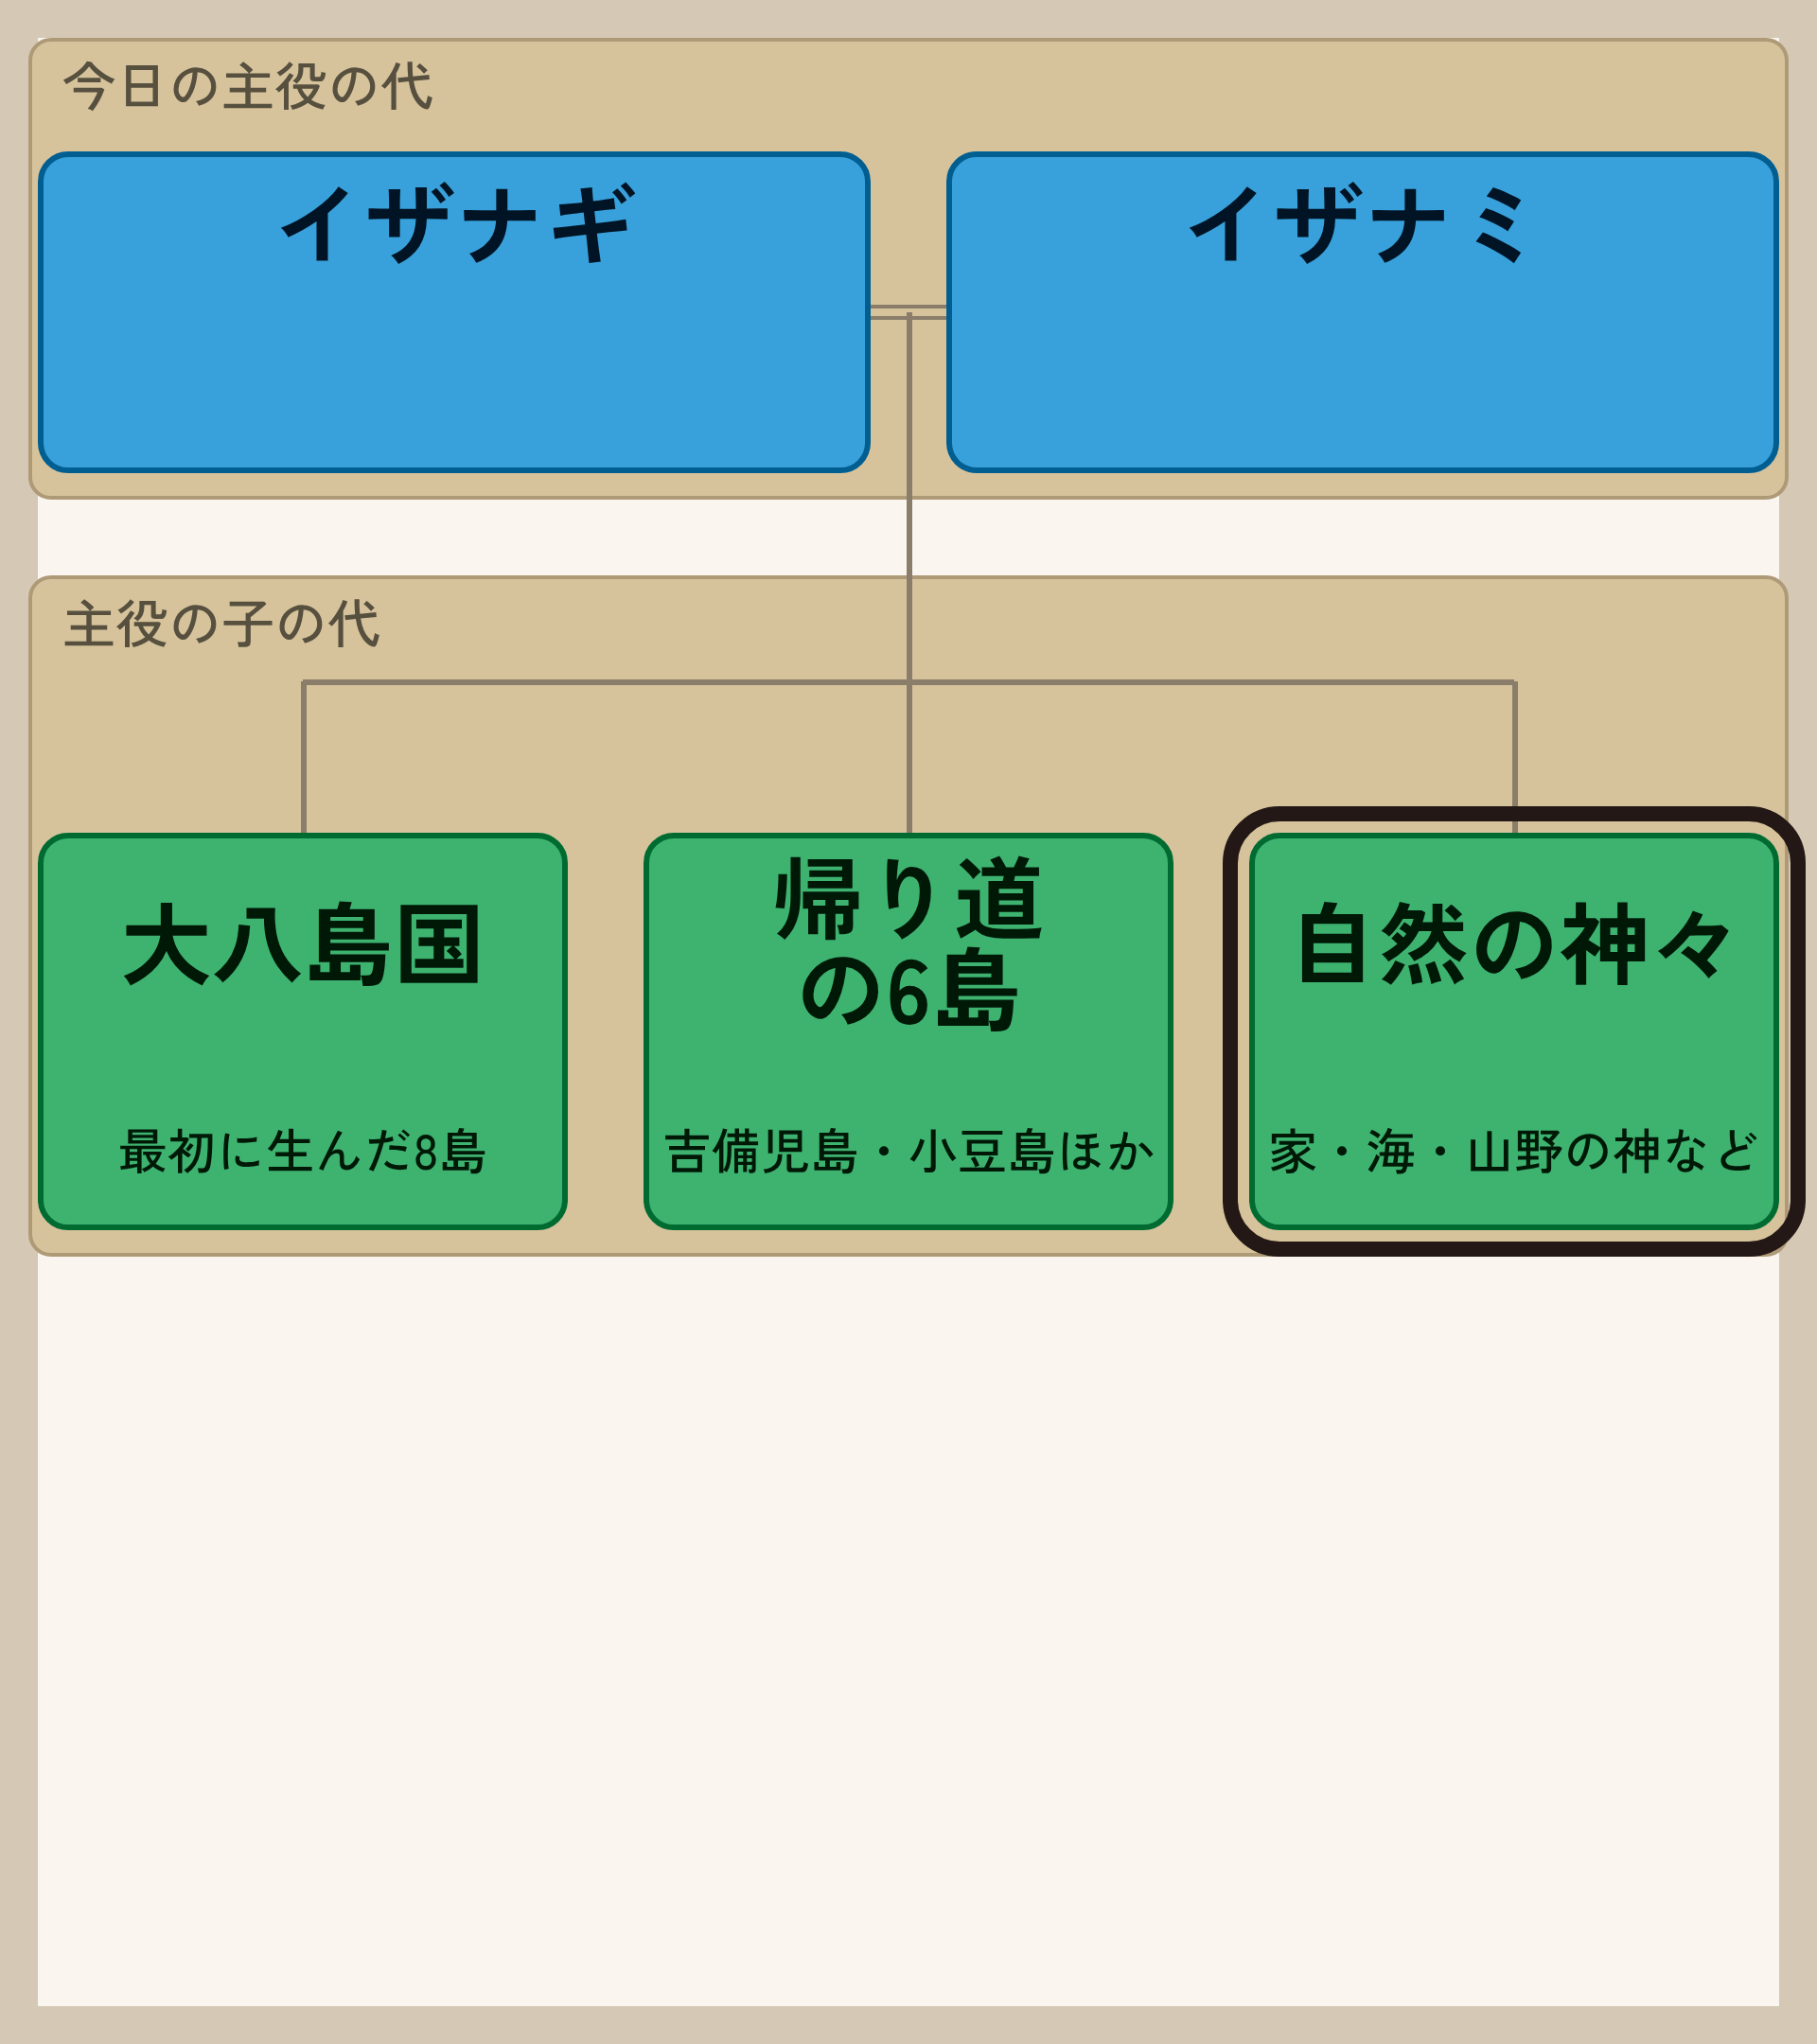 今日の主役の代
イザナギ
イザナミ
主役の子の代
大八島国
最初に生んだ8島
帰り道
の6島
吉備児島・小豆島ほか
自然の神々
家・海・山野の神など